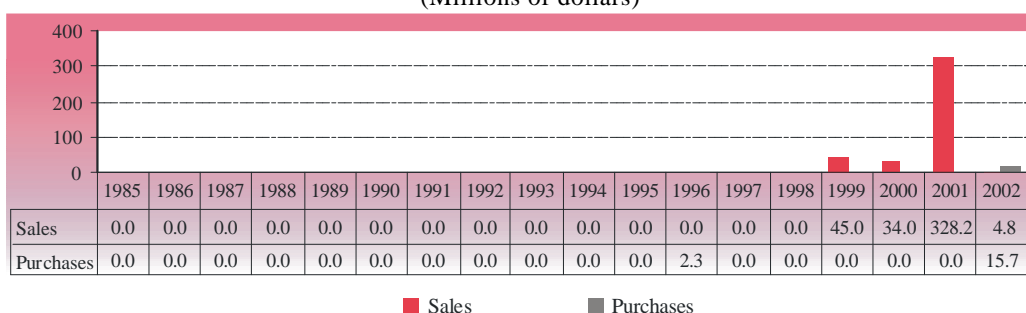 (Millions of dollars)
400
300
200
100
0
1985 1986 1987 1988 1989 1990 1991 1992 1993 1994 1995 1996 1997 1998 1999 2000 2001 2002
Sales 0.0 0.0 0.0 0.0 0.0 0.0 0.0 0.0 0.0 0.0 0.0 0.0 0.0 0.0 45.0 34.0 328.2 4.8
Purchases 0.0 0.0 0.0 0.0 0.0 0.0 0.0 0.0 0.0 0.0 0.0 2.3 0.0 0.0 0.0 0.0 0.0 15.7
Sales Purchases